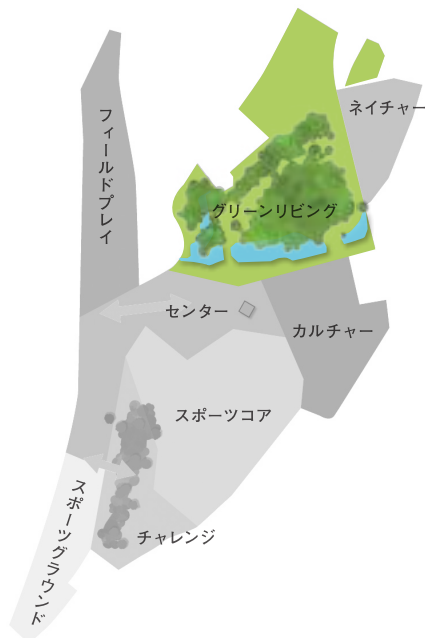 ネイチャー
フィールドプレイ
グリーンリビング
センター
カルチャー
スポーツコア
スポーツグラウンド
チャレンジ